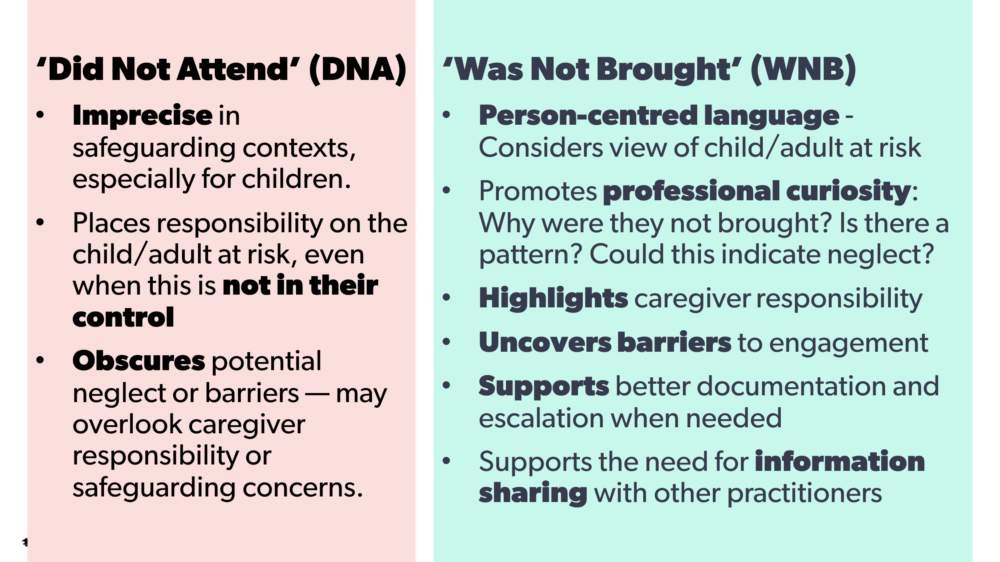 ‘Did Not Attend’ (DNA)
• Imprecise in
safeguarding contexts,
especially for children.
• Places responsibility on the
child/adult at risk, even
when this is not in their
control
• Obscures potential
neglect or barriers — may
overlook caregiver
responsibility or
safeguarding concerns.
‘Was Not Brought’ (WNB)
• Person-centred language -
Considers view of child/adult at risk
• Promotes professional curiosity:
Why were they not brought? Is there a
pattern? Could this indicate neglect?
• Highlights caregiver responsibility
• Uncovers barriers to engagement
• Supports better documentation and
escalation when needed
• Supports the need for information
sharing with other practitioners